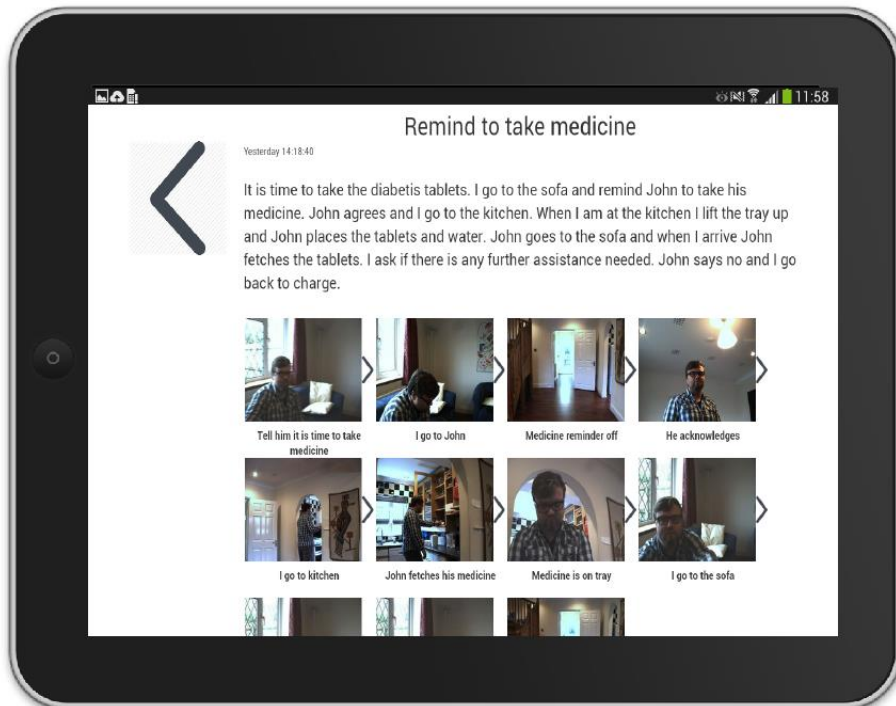 11:58
Remind to take medicine
Yesterday 14:18:40
It is time to take the diabetis tablets. I go to the sofa and remind John to take his
medicine. John agrees and I go to the kitchen. When I am at the kitchen I lift the tray up
and John places the tablets and water. John goes to the sofa and when I arrive John
fetches the tablets. I ask if there is any further assistance needed. John says no and I go
back to charge.
Tell him it is time to take
medicine
I go to John
Medicine reminder off
He acknowledges
I go to kitchen
John fetches his medicine
Medicine is on tray
I go to the sofa